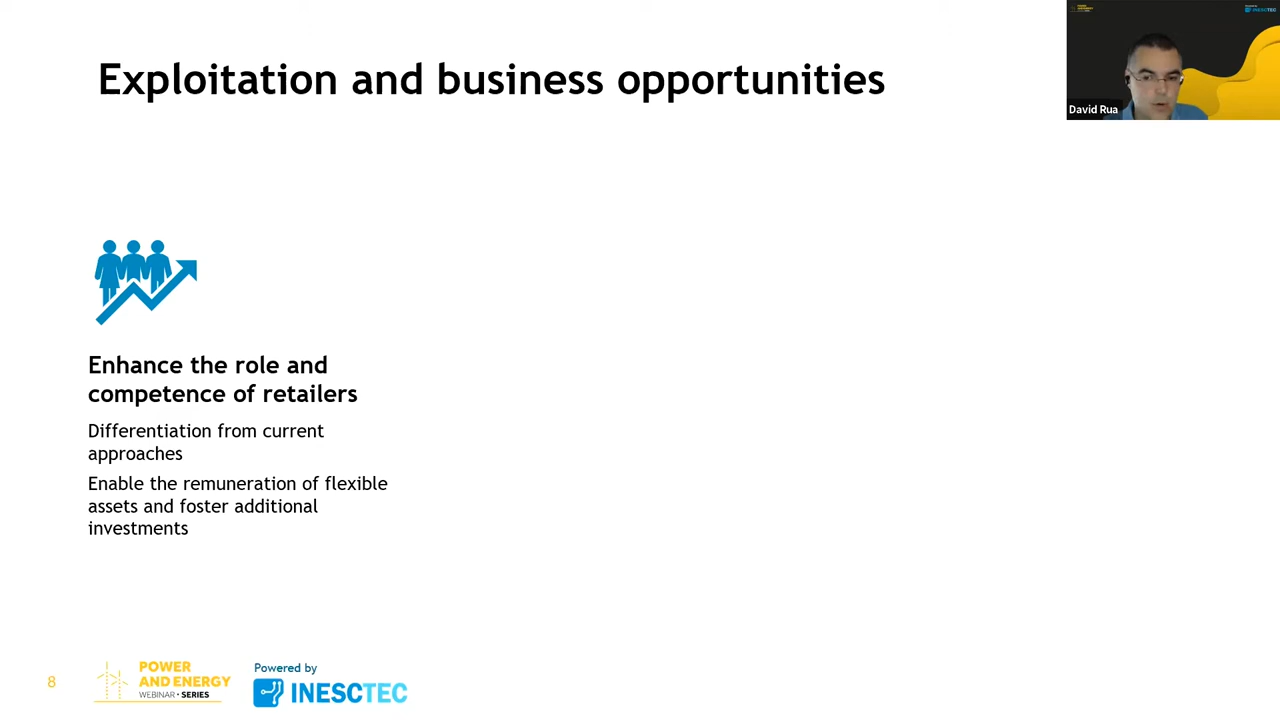 Exploitation and business opportunities
David Rua
Enhance the role and
competence of retailers
Differentiation from current
approaches
Enable the remuneration of flexible
assets and foster additional
investments
8
POWER
AND ENERGY
WEBINAR • SERIES
Powered by
INESCTEC
INESCTEC